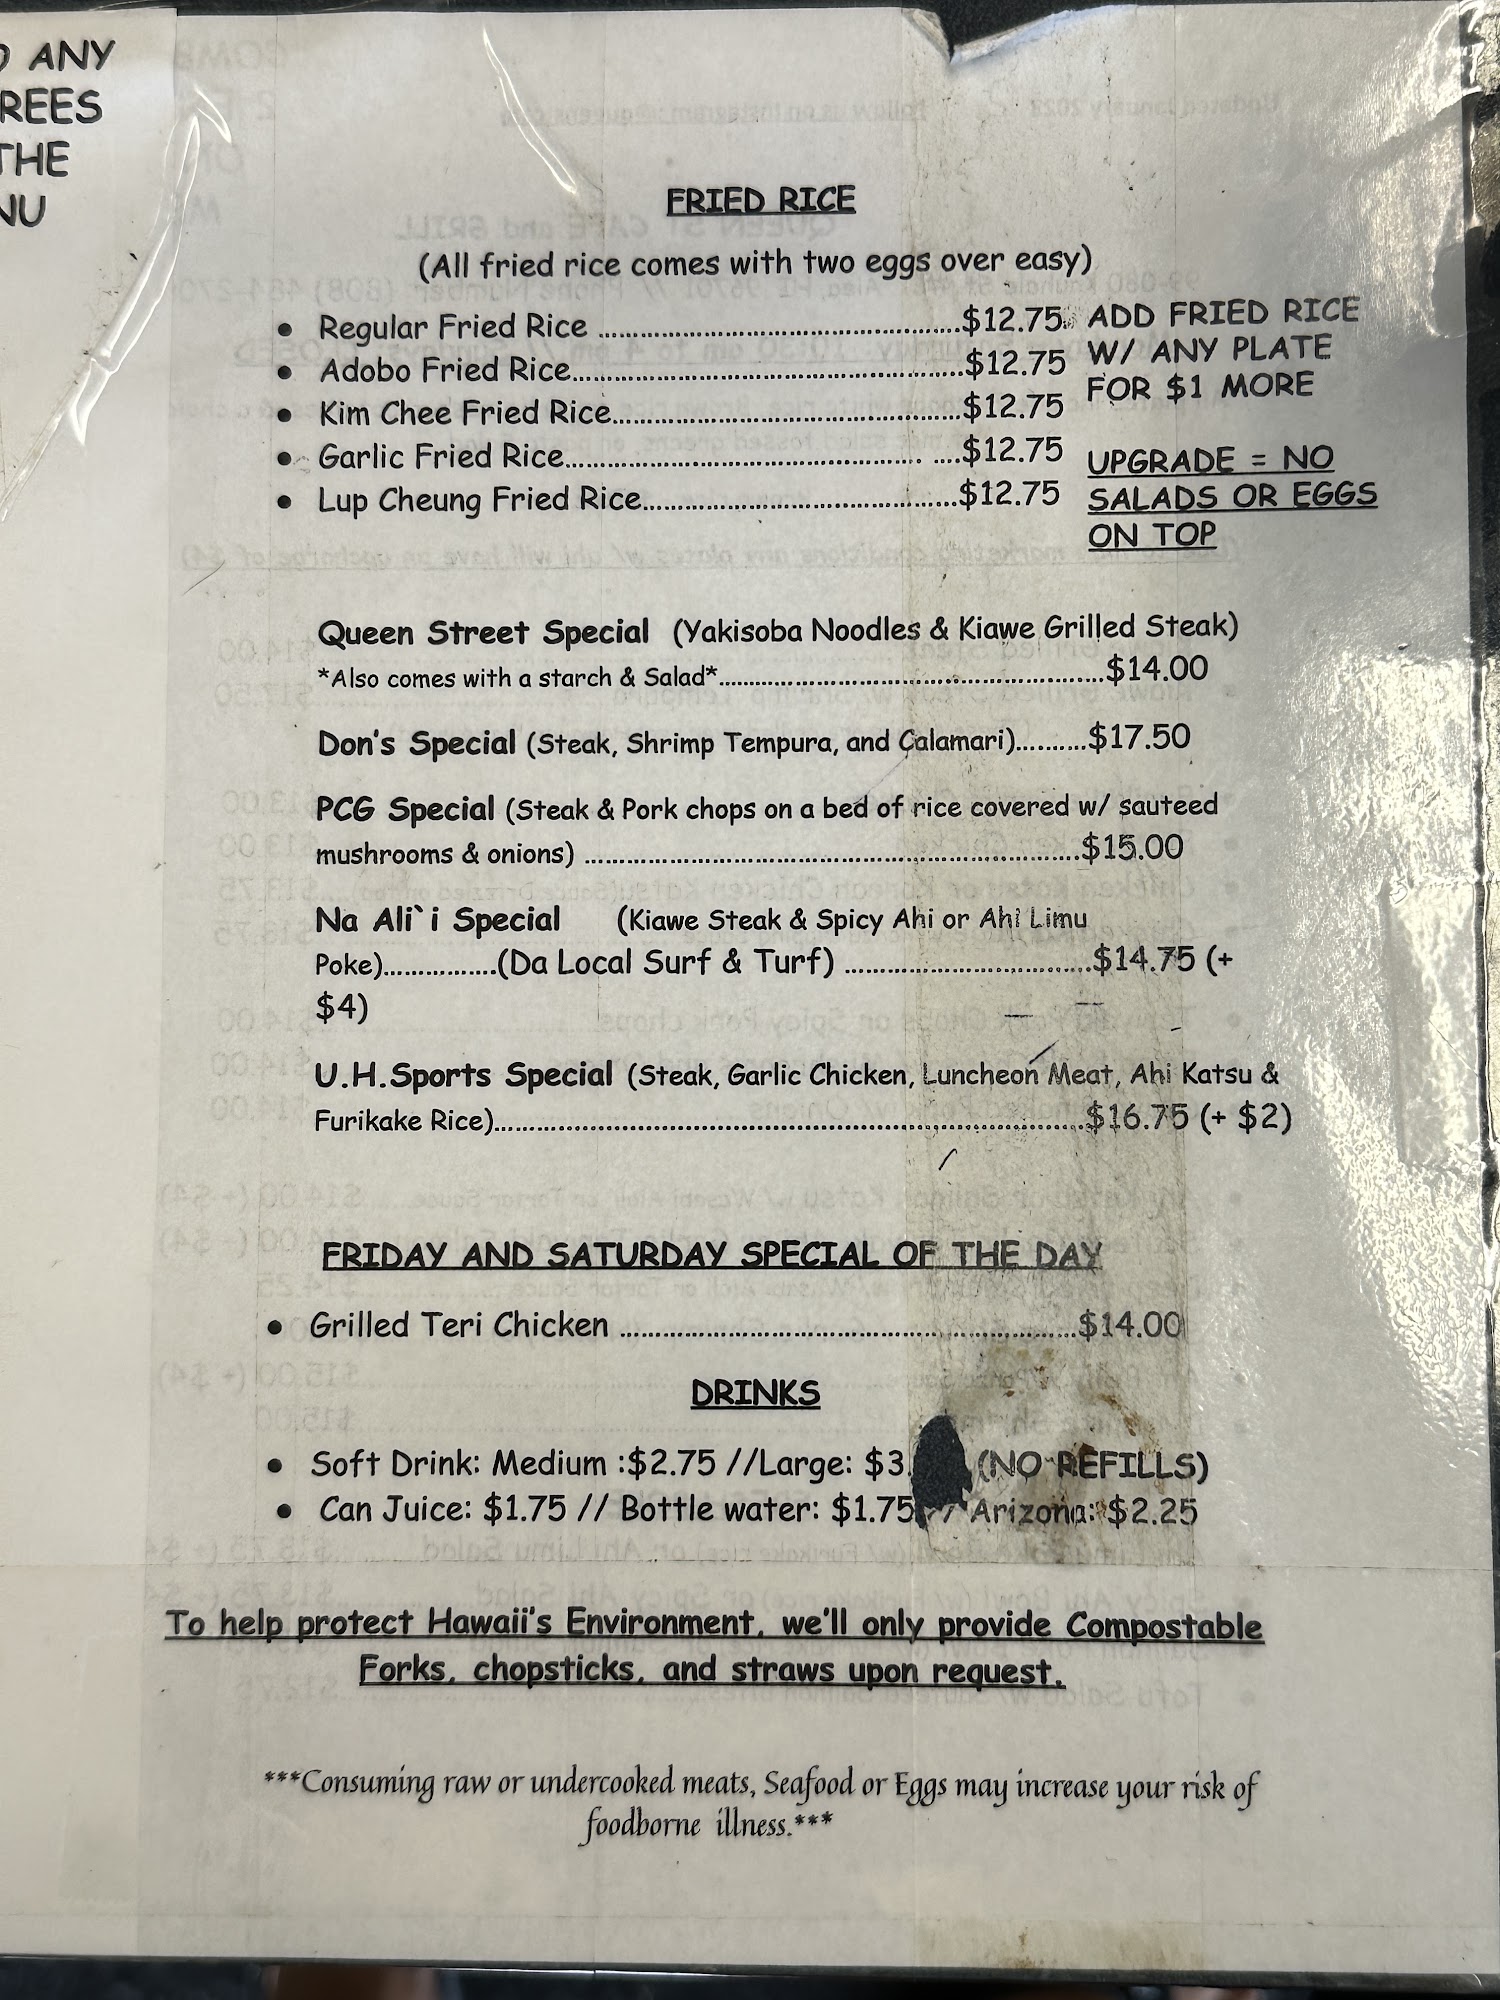 ANY
REES
THE
NU
FRIED RICE
(All fried rice comes with two eggs over easy)
• Regular Fried Rice ........................................$12.75
• Adobo Fried Rice........................................$12.75
• Kim Chee Fried Rice........................................$12.75
• Garlic Fried Rice........................................ ....$12.75
• Lup Cheung Fried Rice........................................$12.75
ADD FRIED RICE
W/ ANY PLATE
FOR $1 MORE
UPGRADE = NO
SALADS OR EGGS
ON TOP
Queen Street Special (Yakisoba Noodles & Kiawe Grilled Steak)
*Also comes with a starch & Salad*........................................$14.00
Don's Special (Steak, Shrimp Tempura, and Calamari)..........$17.50
PCG Special (Steak & Pork chops on a bed of rice covered w/ sauteed
mushrooms & onions) ........................................$15.00
Na Ali`i Special (Kiawe Steak & Spicy Ahi or Ahi Limu
Poke)................(Da Local Surf & Turf) ..............................$14.75 (+
$4)
U.H.Sports Special (Steak, Garlic Chicken, Luncheon Meat, Ahi Katsu &
Furikake Rice)........................................$16.75 (+ $2)
FRIDAY AND SATURDAY SPECIAL OF THE DAY
• Grilled Teri Chicken ........................................$14.00
DRINKS
• Soft Drink: Medium :$2.75 //Large: $3. (NO REFILLS)
• Can Juice: $1.75 // Bottle water: $1.75 // Arizona: $2.25
To help protect Hawaii's Environment, we'll only provide Compostable
Forks, chopsticks, and straws upon request.
***Consuming raw or undercooked meats, Seafood or Eggs may increase your risk of
foodborne illness.***